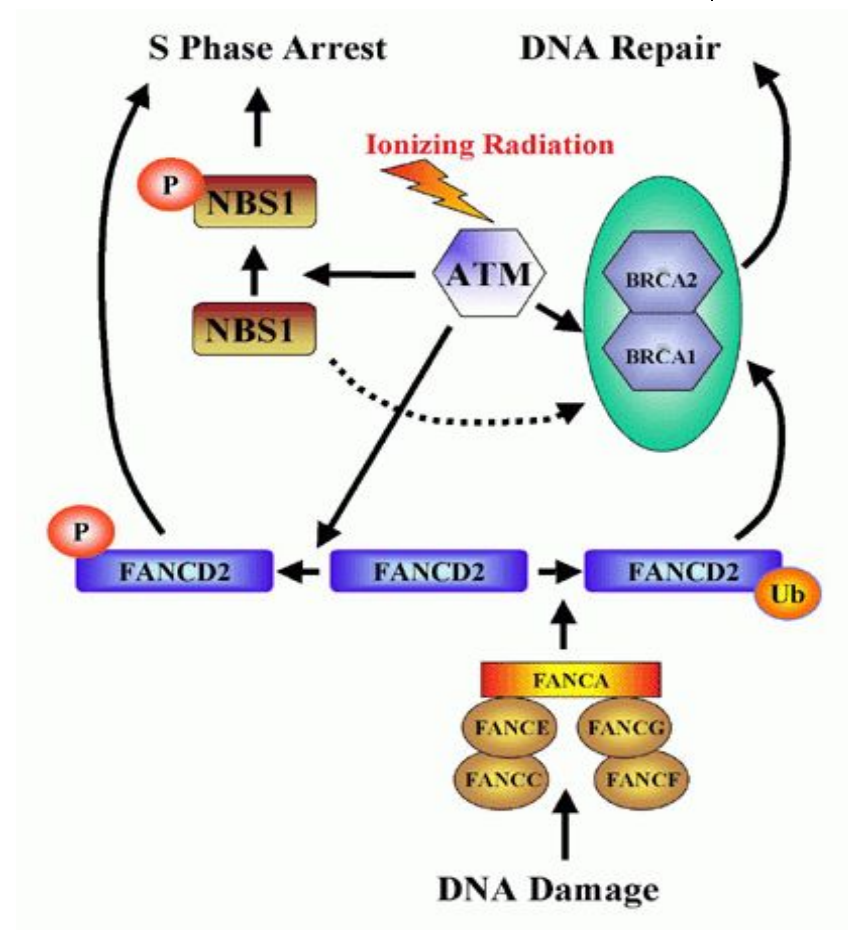 S Phase Arrest
DNA Repair
Ionizing Radiation
P
NBS1
ATM
BRCA2
NBS1
BRCA1
P
FANCD2
FANCD2
FANCD2
Ub
FANCA
FANCE
FANCG
FANCC
FANCF
DNA Damage